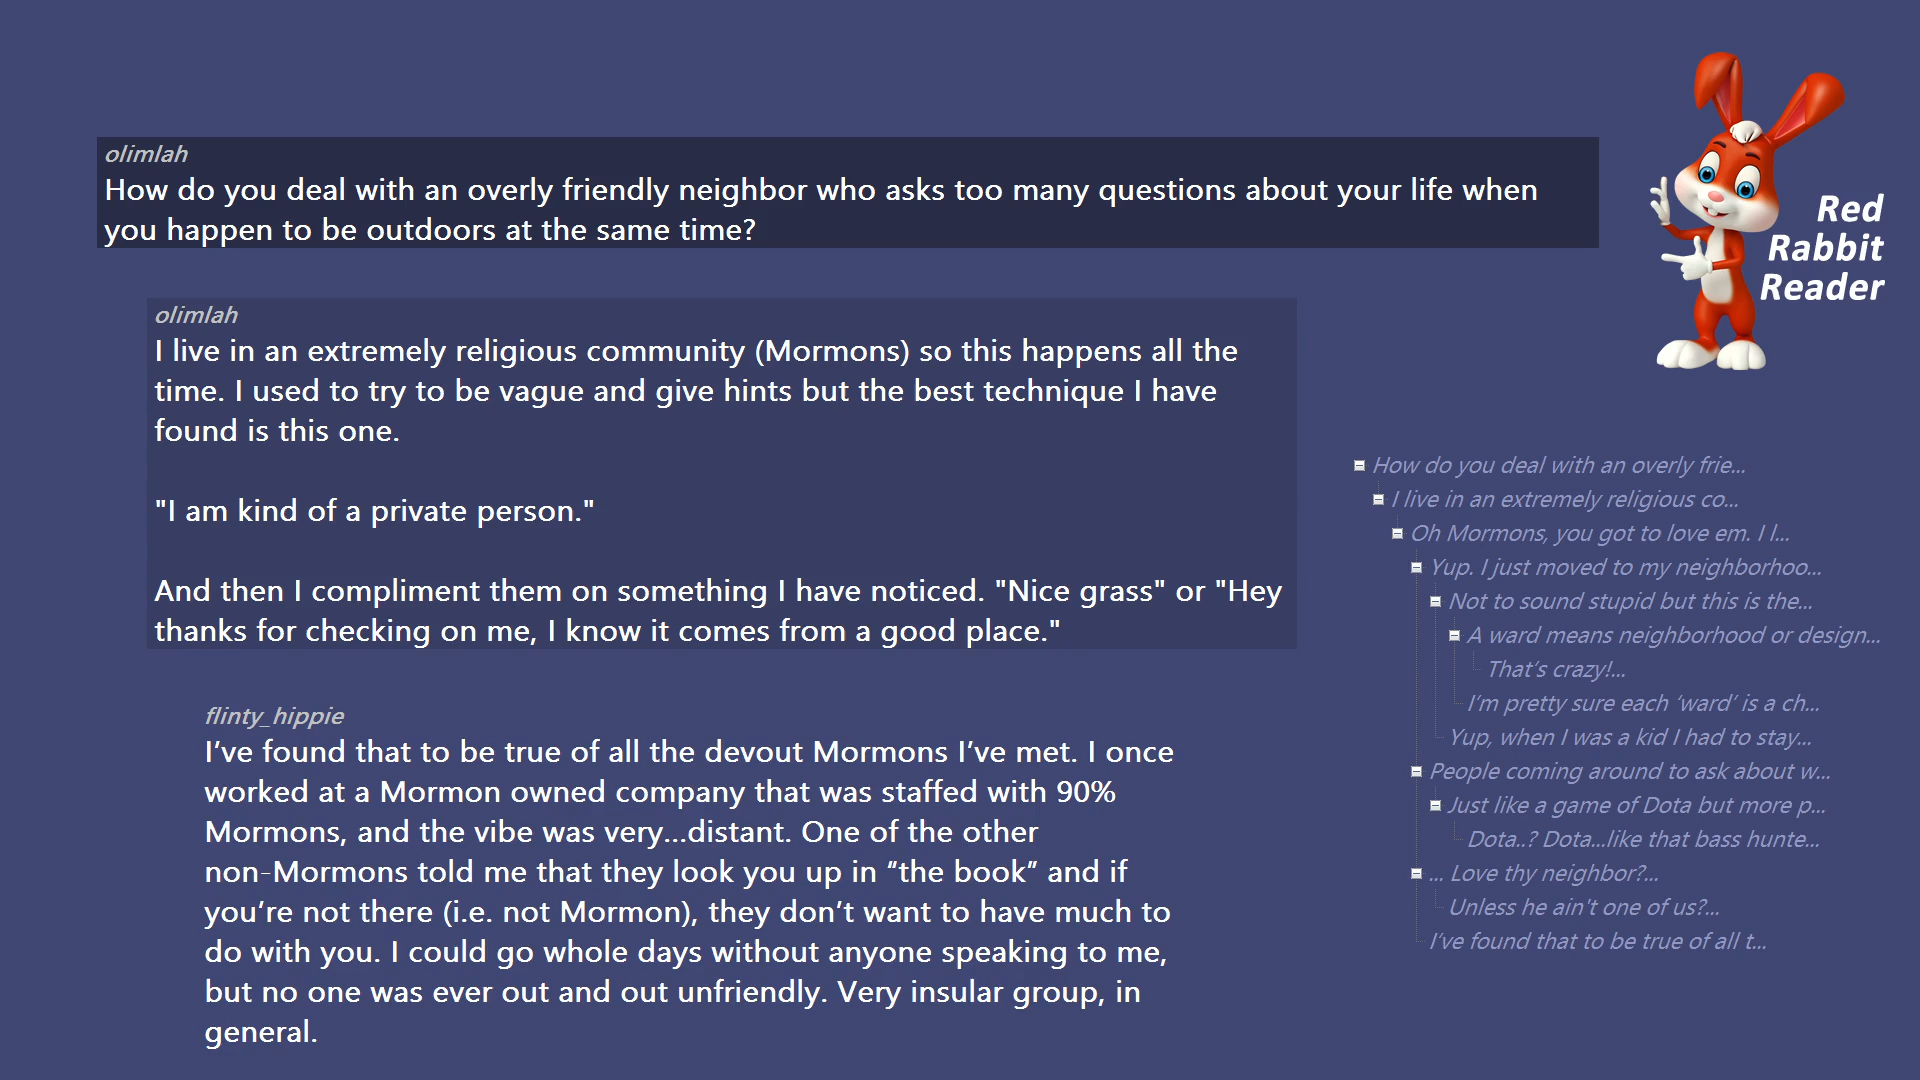 olimlah
How do you deal with an overly friendly neighbor who asks too many questions about your life when
you happen to be outdoors at the same time?
olimlah
I live in an extremely religious community (Mormons) so this happens all the
time. I used to try to be vague and give hints but the best technique I have
found is this one.
"I am kind of a private person."
And then I compliment them on something I have noticed. "Nice grass" or "Hey
thanks for checking on me, I know it comes from a good place."
flinty_hippie
I’ve found that to be true of all the devout Mormons I’ve met. I once
worked at a Mormon owned company that was staffed with 90%
Mormons, and the vibe was very...distant. One of the other
non-Mormons told me that they look you up in “the book” and if
you’re not there (i.e. not Mormon), they don’t want to have much to
do with you. I could go whole days without anyone speaking to me,
but no one was ever out and out unfriendly. Very insular group, in
general.
Red
Rabbit
Reader
How do you deal with an overly frie...
I live in an extremely religious co...
Oh Mormons, you got to love em. I l...
Yup. I just moved to my neighborhoo...
Not to sound stupid but this is the...
A ward means neighborhood or design...
That’s crazy!...
I’m pretty sure each ‘ward’ is a ch...
Yup, when I was a kid I had to stay...
People coming around to ask about w...
Just like a game of Dota but more p...
Dota..? Dota...like that bass hunte...
... Love thy neighbor?...
Unless he ain't one of us?...
I’ve found that to be true of all t...